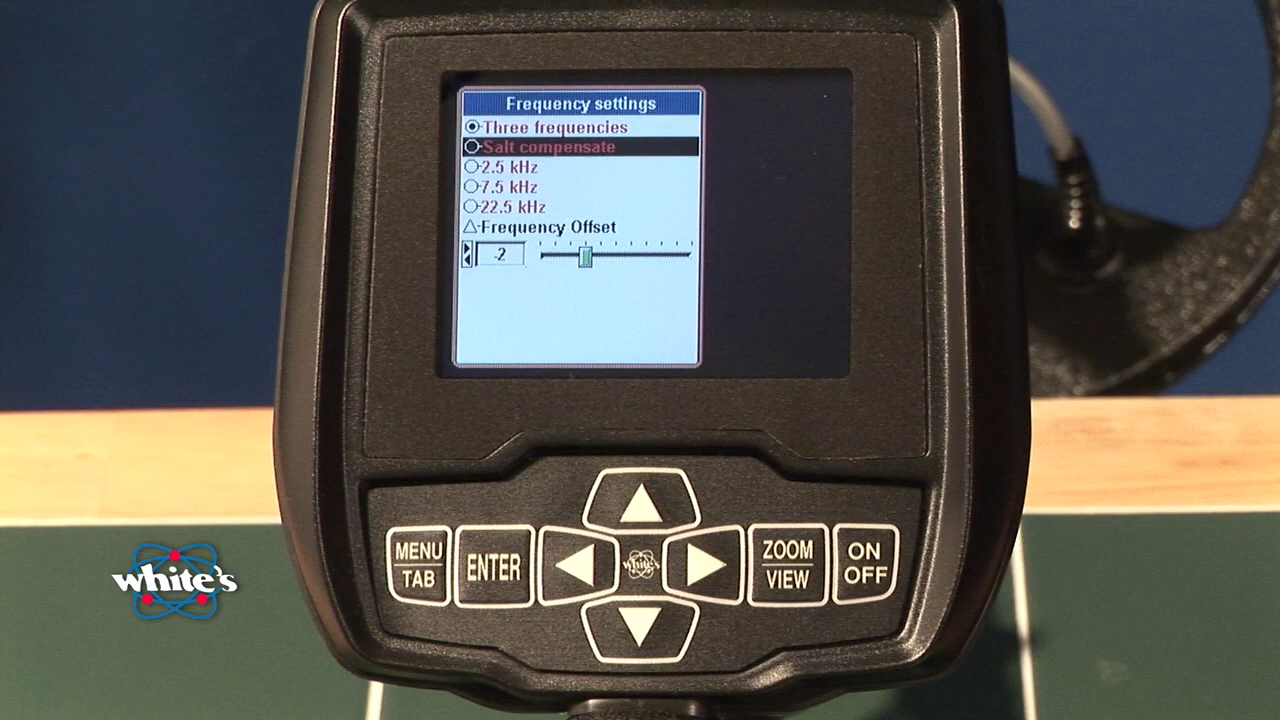 Frequency settings
Three frequencies
Salt compensate
2.5 kHz
7.5 kHz
22.5 kHz
Frequency Offset
-2
MENU
TAB
ENTER
White's
ZOOM
VIEW
ON
OFF
white's